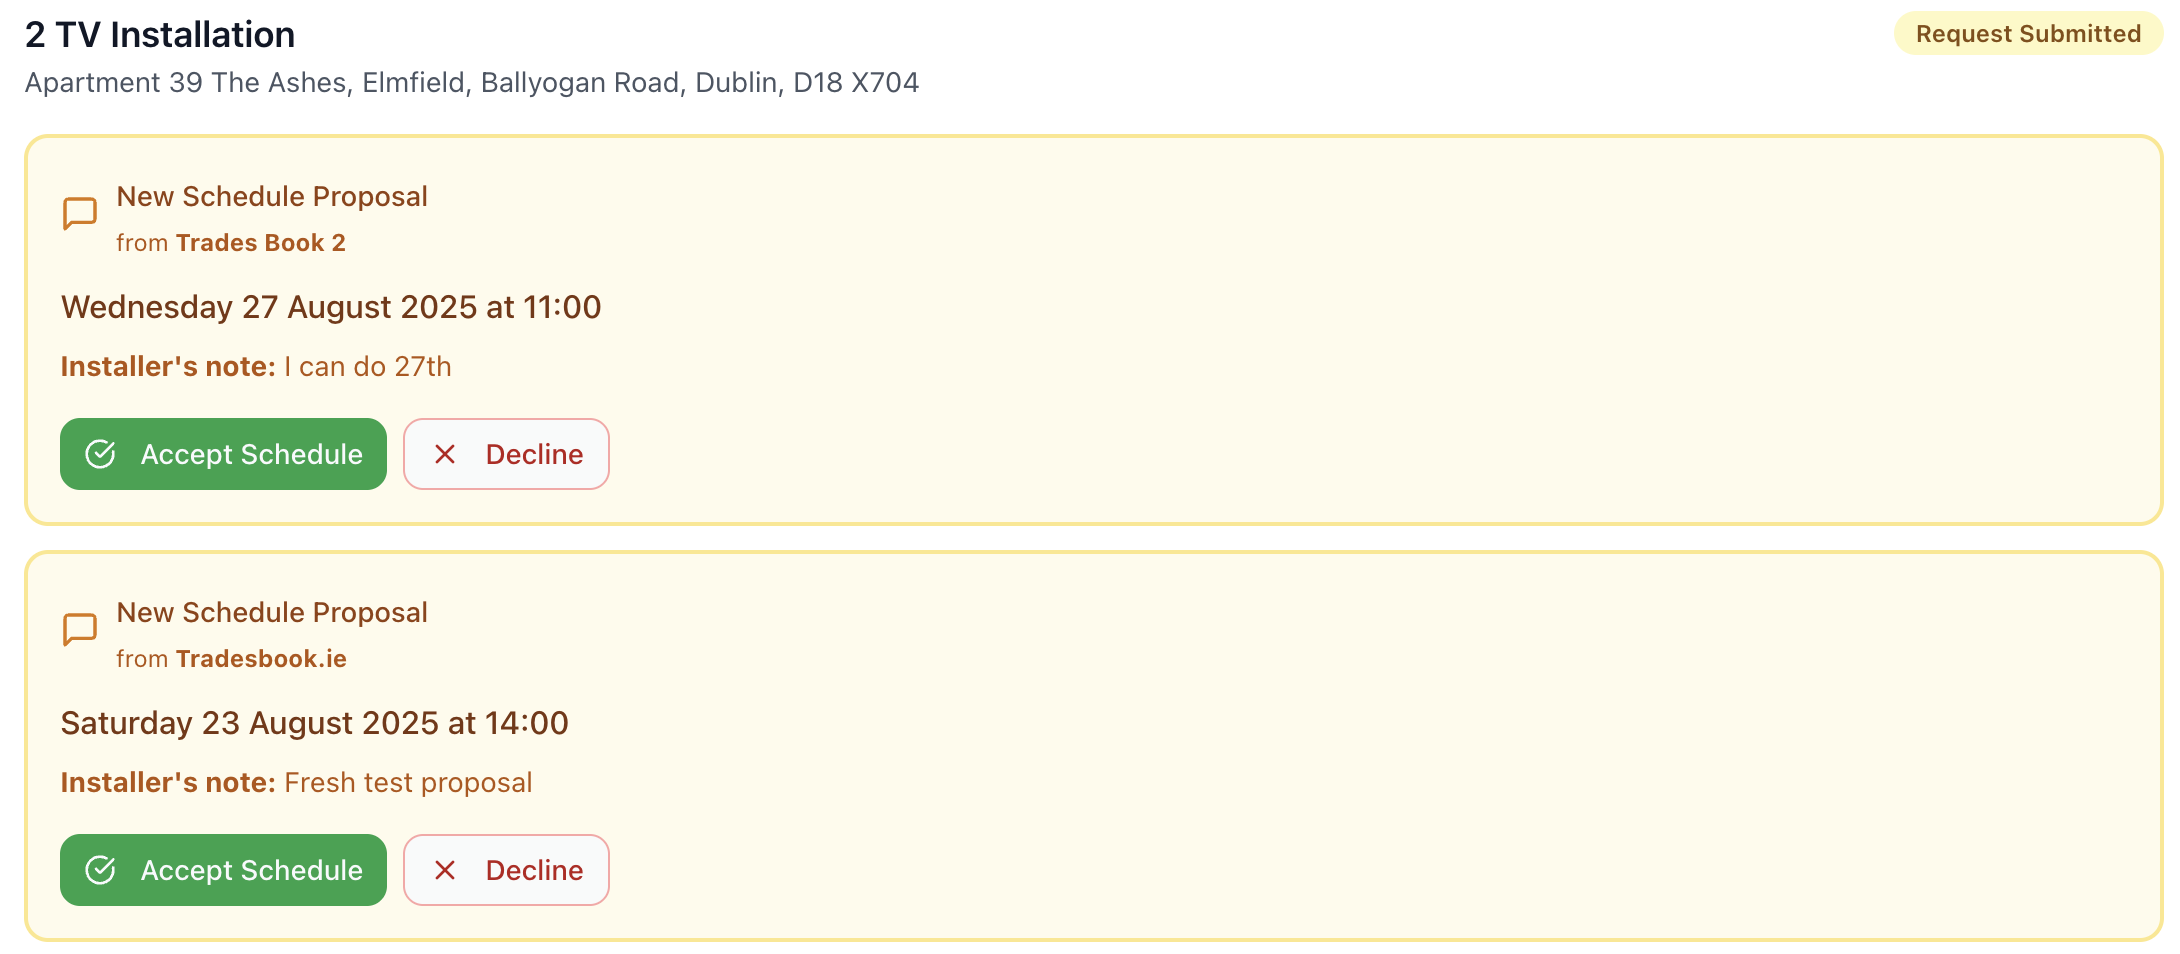 2 TV Installation
Request Submitted
Apartment 39 The Ashes, Elmfield, Ballyogan Road, Dublin, D18 X704
New Schedule Proposal
from Trades Book 2
Wednesday 27 August 2025 at 11:00
Installer's note: I can do 27th
Accept Schedule
Decline
New Schedule Proposal
from Tradesbook.ie
Saturday 23 August 2025 at 14:00
Installer's note: Fresh test proposal
Accept Schedule
Decline